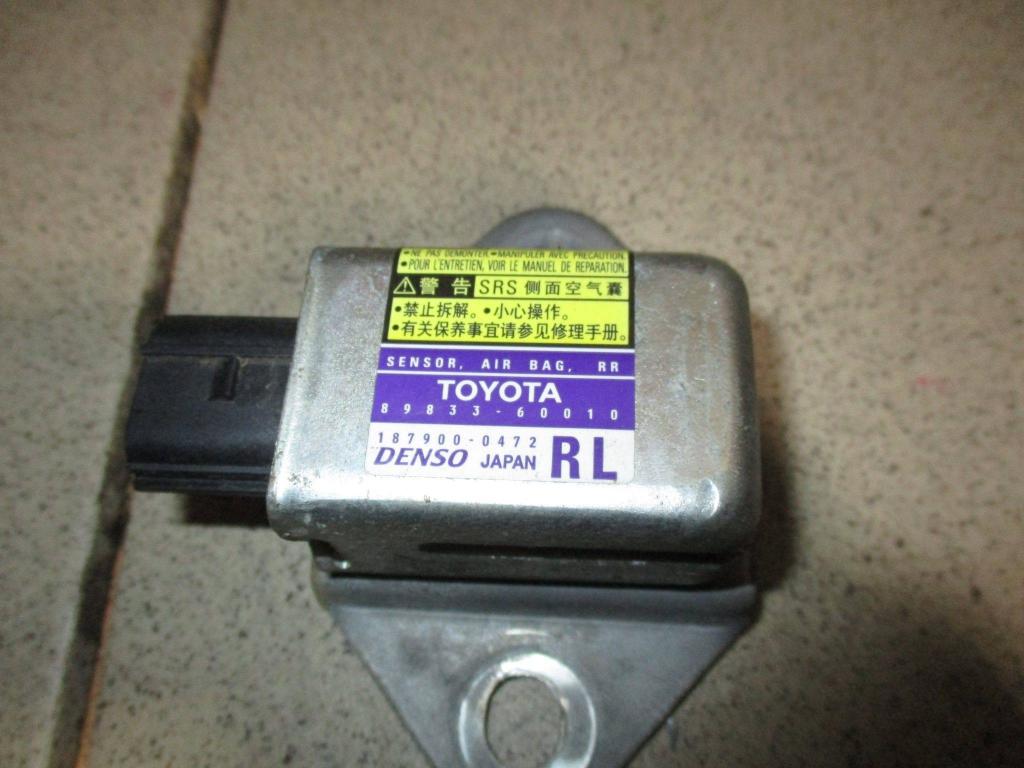 •NE PAS DEMONTER.•MANIPULER AVEC PRECAUTION.
•POUR L'ENTRETIEN, VOIR LE MANUEL DE REPARATION.
警告 SRS 侧面空气囊
•禁止拆解。•小心操作。
•有关保养事宜请参见修理手册。
SENSOR, AIR BAG, RR
TOYOTA
89833-60010
187900-0472
DENSO JAPAN RL